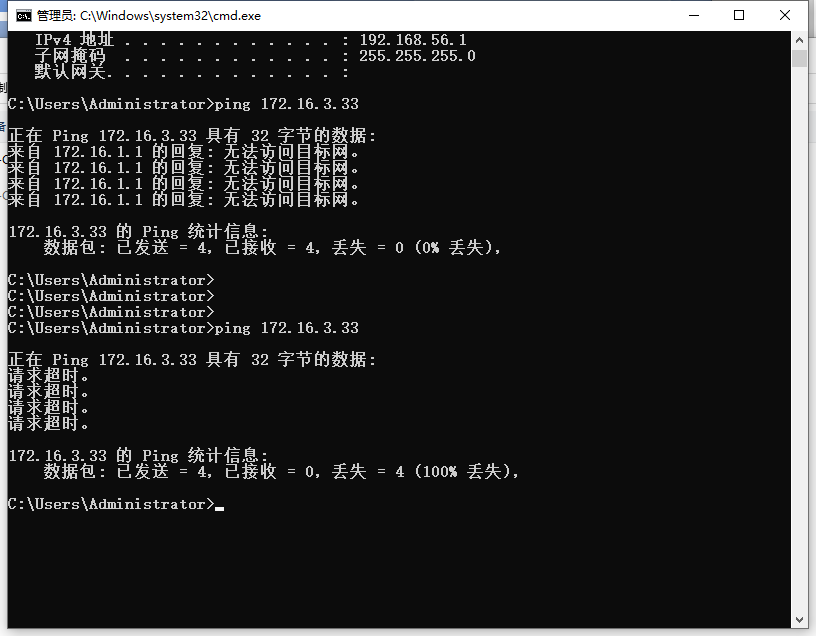 管理员: C:\Windows\system32\cmd.exe
IPv4 地址 . . . . . . . . . . . . : 192.168.56.1
子网掩码 . . . . . . . . . . . . : 255.255.255.0
默认网关. . . . . . . . . . . . . :
C:\Users\Administrator>ping 172.16.3.33
正在 Ping 172.16.3.33 具有 32 字节的数据:
来自 172.16.1.1 的回复: 无法访问目标网。
来自 172.16.1.1 的回复: 无法访问目标网。
来自 172.16.1.1 的回复: 无法访问目标网。
来自 172.16.1.1 的回复: 无法访问目标网。
172.16.3.33 的 Ping 统计信息:
数据包: 已发送 = 4，已接收 = 4，丢失 = 0 (0% 丢失)，
C:\Users\Administrator>
C:\Users\Administrator>
C:\Users\Administrator>
C:\Users\Administrator>ping 172.16.3.33
正在 Ping 172.16.3.33 具有 32 字节的数据:
请求超时。
请求超时。
请求超时。
请求超时。
172.16.3.33 的 Ping 统计信息:
数据包: 已发送 = 4，已接收 = 0，丢失 = 4 (100% 丢失)，
C:\Users\Administrator>